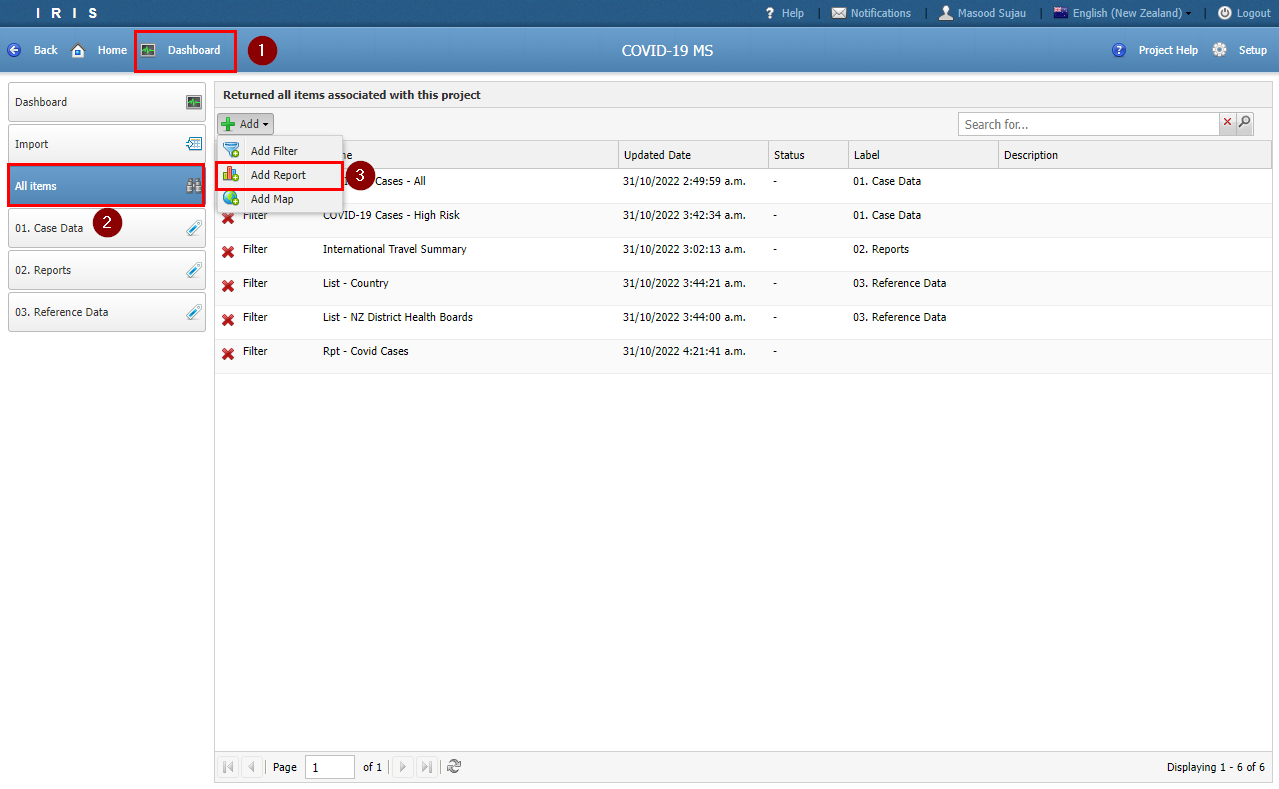 I R I S
? Help | Notifications | Masood Sujau | English (New Zealand) | Logout
Back Home Dashboard 1 COVID-19 MS Project Help Setup
Dashboard
Import
All items
2
01. Case Data
02. Reports
03. Reference Data
Returned all items associated with this project
Add
Search for...
Add Filter
Add Report 3
Add Map
Updated Date Status Label Description
Cases - All 31/10/2022 2:49:59 a.m. - 01. Case Data
Filter COVID-19 Cases - High Risk 31/10/2022 3:42:34 a.m. - 01. Case Data
Filter International Travel Summary 31/10/2022 3:02:13 a.m. - 02. Reports
Filter List - Country 31/10/2022 3:44:21 a.m. - 03. Reference Data
Filter List - NZ District Health Boards 31/10/2022 3:44:00 a.m. - 03. Reference Data
Filter Rpt - Covid Cases 31/10/2022 4:21:41 a.m. -
Page 1 of 1 Displaying 1 - 6 of 6